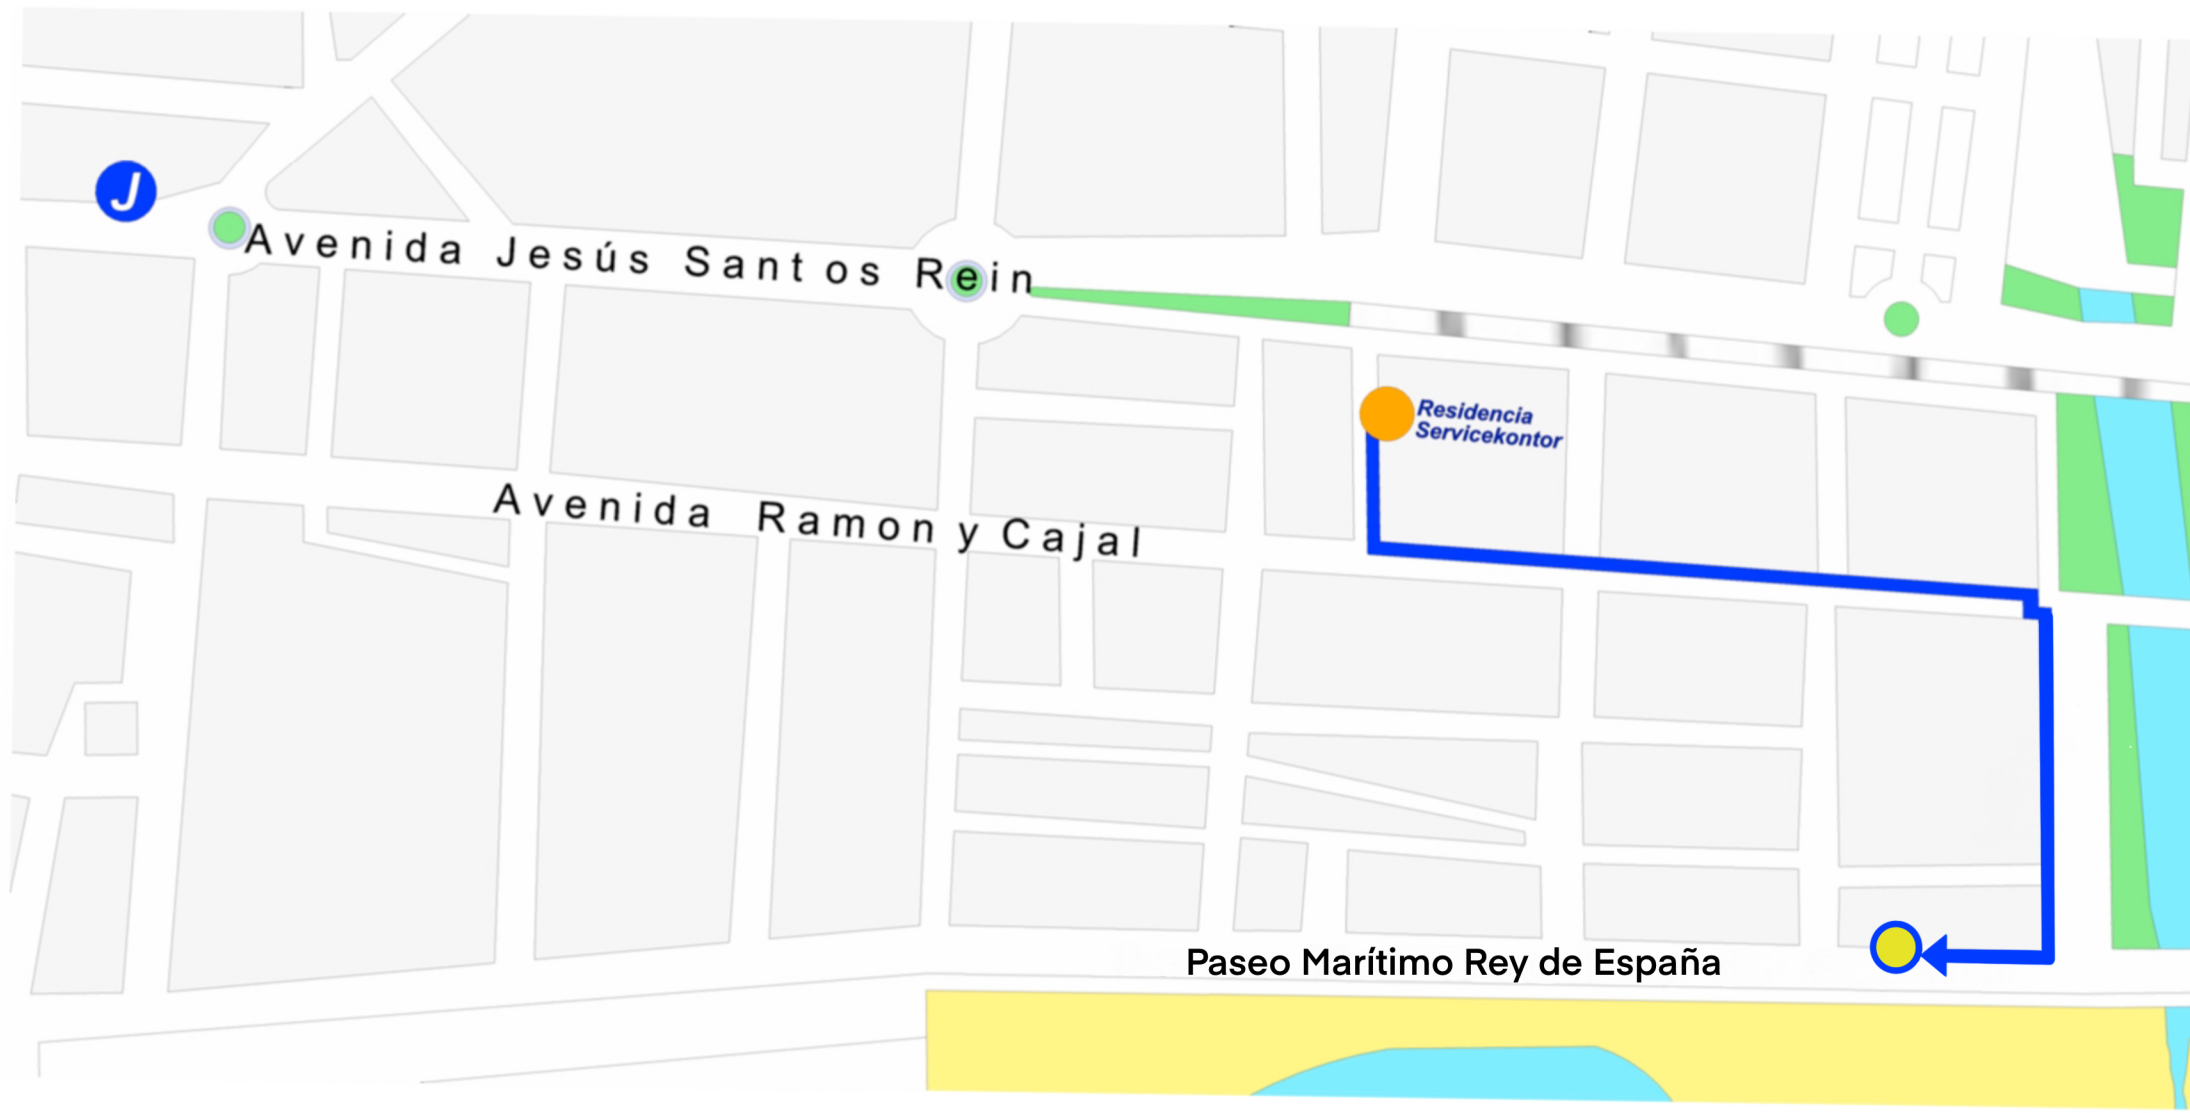 J
Avenida Jesús Santos Rein
Residencia
Servicekontor
Avenida Ramon y Cajal
Paseo Marítimo Rey de España